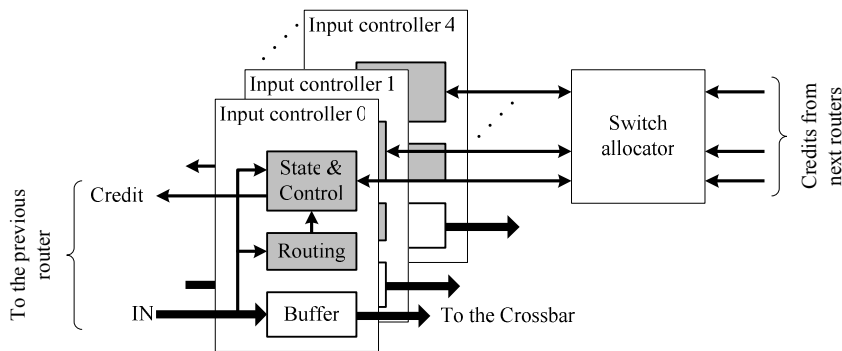 Input controller 4
Input controller 1
Input controller 0
State &
Control
Switch
allocator
Credits from
next routers
Credit
Routing
To the previous
router
IN
Buffer
To the Crossbar